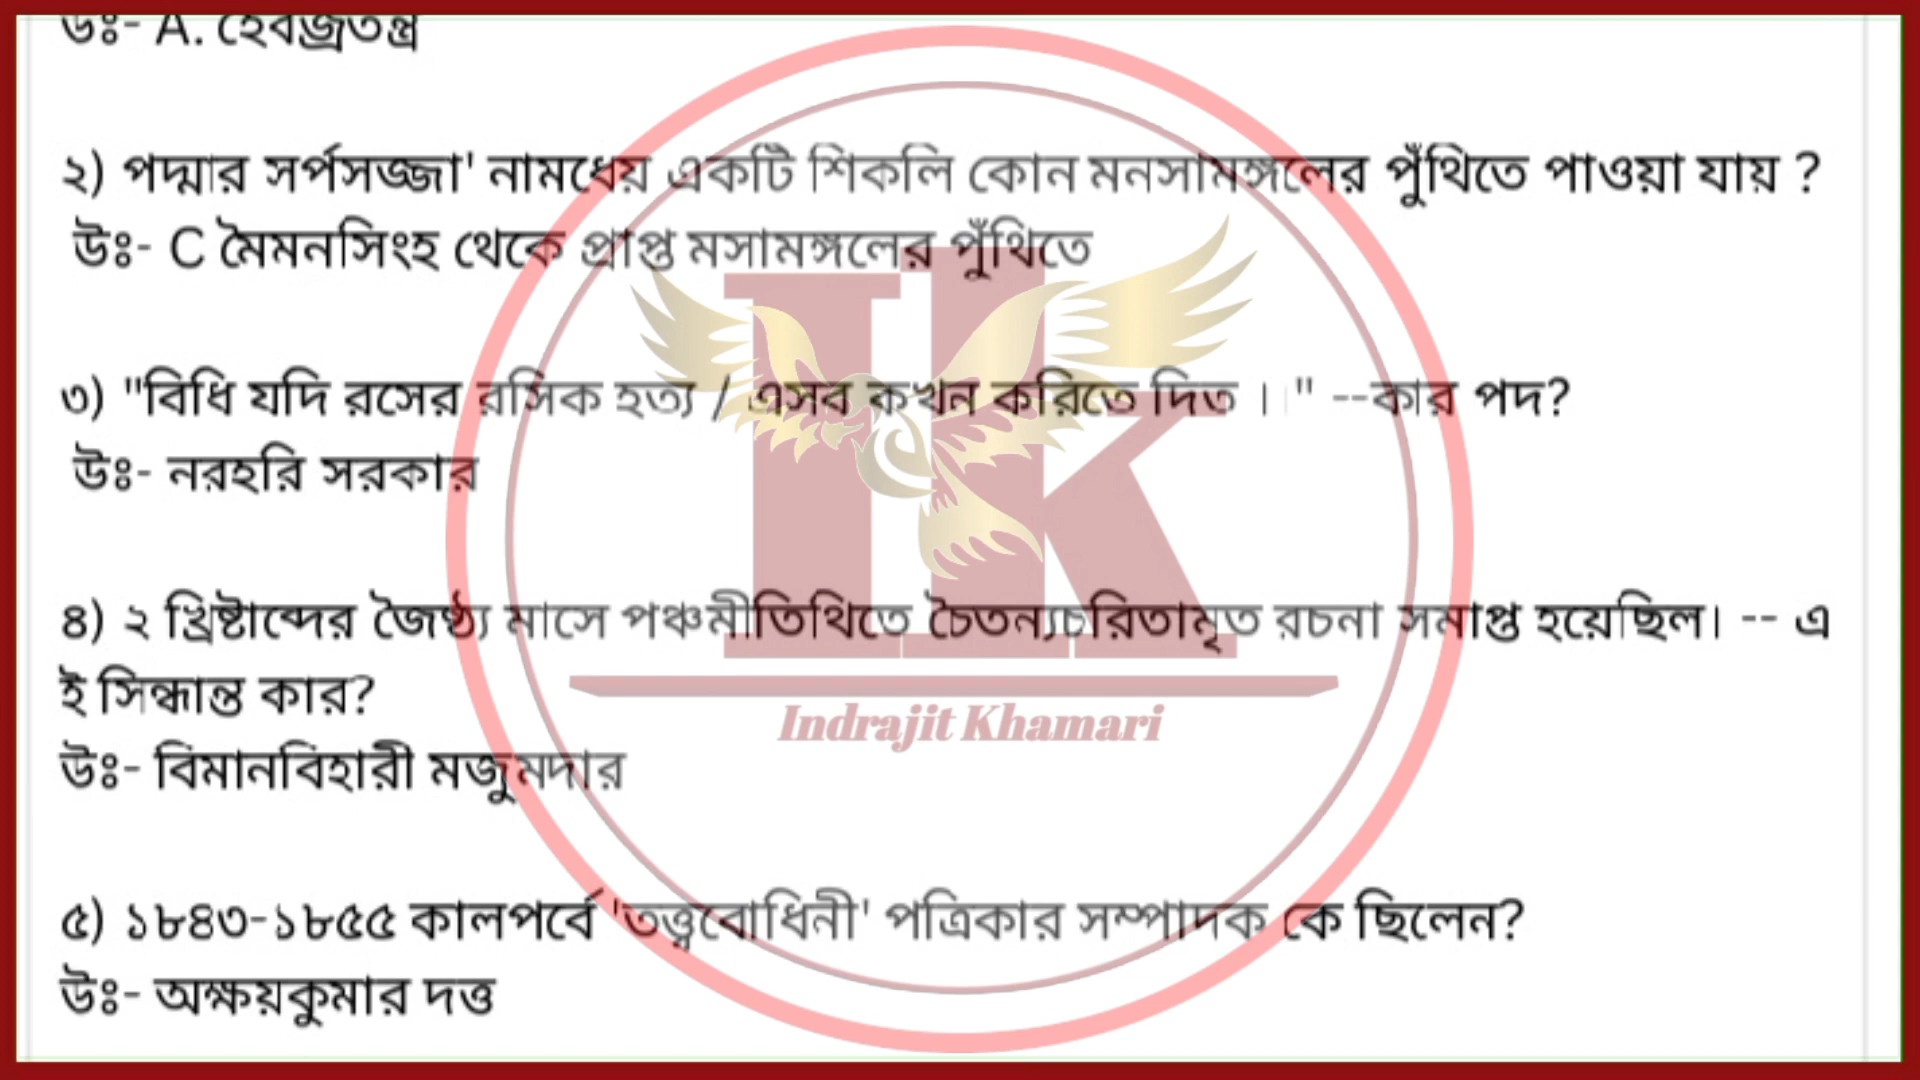 উঃ- A. হেবজ্রতন্ত্র
২) পদ্মার সর্পসজ্জা' নামধেয় একটি শিকলি কোন মনসামঙ্গলের পুঁথিতে পাওয়া যায় ?
উঃ- C মৈমনসিংহ থেকে প্রাপ্ত মসামঙ্গলের পুঁথিতে
৩) "বিধি যদি রসের রসিক হত্য / এসব কখন করিতে দিত । " --কার পদ?
উঃ- নরহরি সরকার
৪) ২ খ্রিষ্টাব্দের জৈষ্ঠ্য মাসে পঞ্চমীতিথিতে চৈতন্যচরিতামৃত রচনা সমাপ্ত হয়েছিল। -- এ
ই সিন্ধান্ত কার?
Indrajit Khamari
উঃ- বিমানবিহারী মজুমদার
৫) ১৮৪৩-১৮৫৫ কালপর্বে 'তত্ত্ববোধিনী' পত্রিকার সম্পাদক কে ছিলেন?
উঃ- অক্ষয়কুমার দত্ত